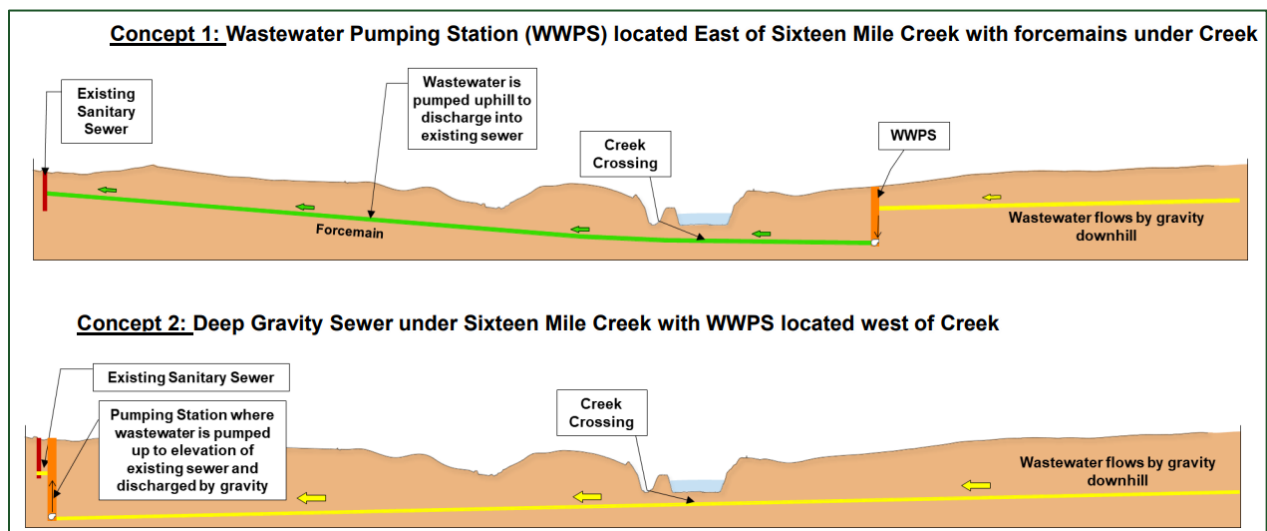 Concept 1: Wastewater Pumping Station (WWPS) located East of Sixteen Mile Creek with forcemains under Creek
Existing
Sanitary
Sewer
Wastewater is
pumped uphill to
discharge into
existing sewer
Creek
Crossing
WWPS
Forcemain
Wastewater flows by gravity
downhill
Concept 2: Deep Gravity Sewer under Sixteen Mile Creek with WWPS located west of Creek
Existing Sanitary Sewer
Pumping Station where
wastewater is pumped
up to elevation of
existing sewer and
discharged by gravity
Creek
Crossing
Wastewater flows by gravity
downhill